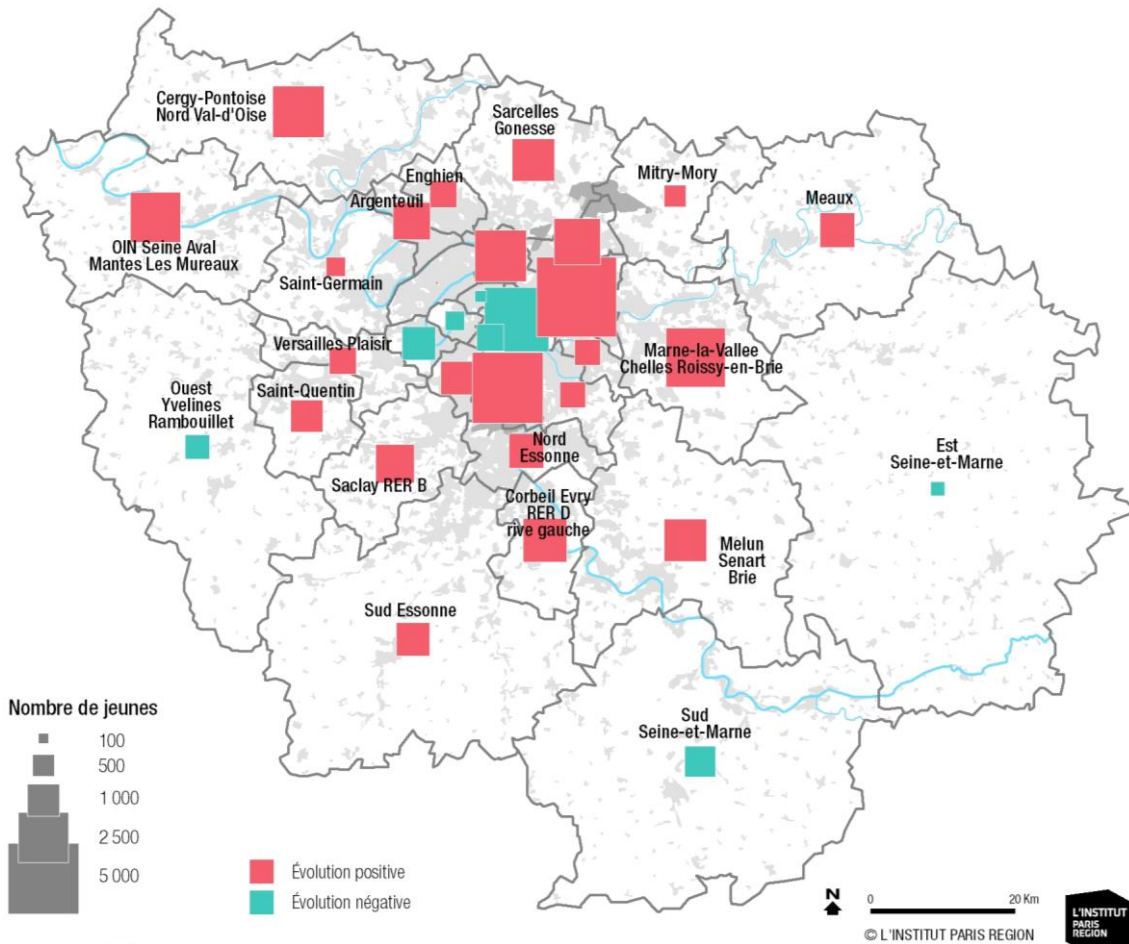 Cergy-Pontoise
Nord Val-d'Oise
Sarcelles
Gonesse
Enghien
Mitry-Mory
Argenteuil
Meaux
OIN Seine Aval
Mantes Les Mureaux
Saint-Germain
Versailles Plaisir
Marne-la-Vallee
Chelles Roissy-en-Brie
Ouest
Yvelines
Rambouillet
Saint-Quentin
Nord
Essonne
Est
Seine-et-Marne
Saclay RER B
Corbeil Evry
RER D
rive gauche
Melun
Senart
Brie
Sud Essonne
Sud
Seine-et-Marne
Nombre de jeunes
100
500
1 000
2 500
5 000
Évolution positive
Évolution négative
N
0 20 Km
© L'INSTITUT PARIS REGION
L'INSTITUT
PARIS
REGION